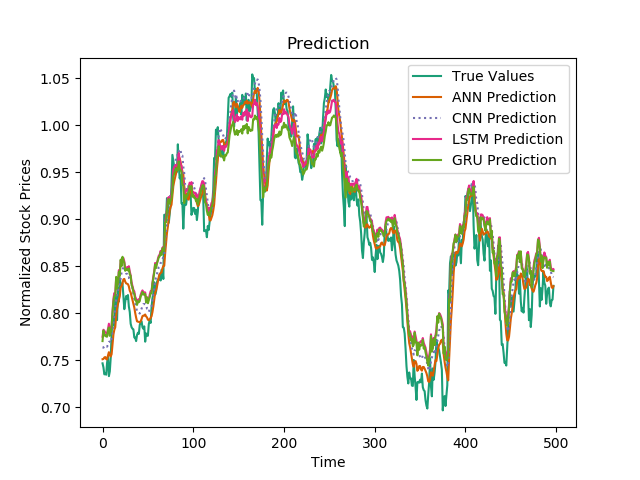 Prediction
True Values
ANN Prediction
CNN Prediction
LSTM Prediction
GRU Prediction
Normalized Stock Prices
1.05
1.00
0.95
0.90
0.85
0.80
0.75
0.70
0 100 200 300 400 500
Time